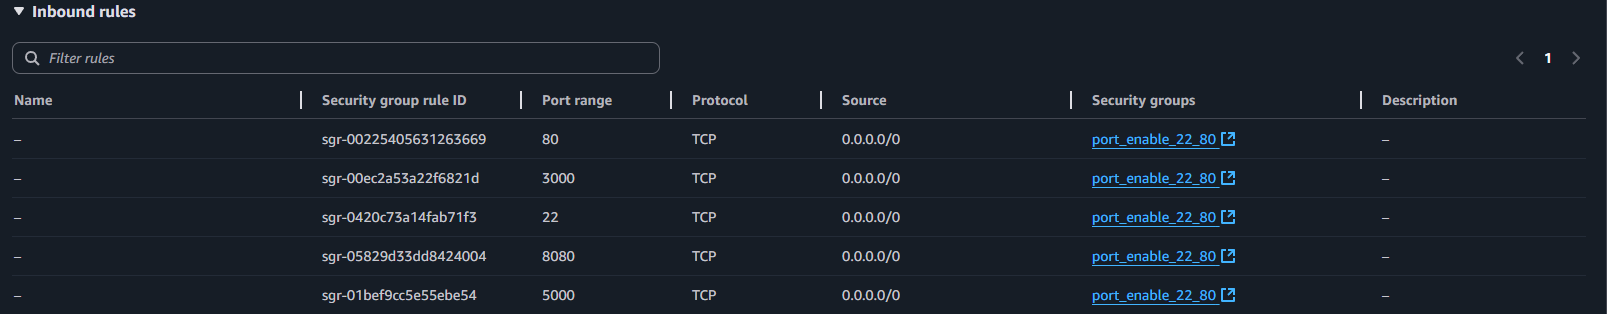 Inbound rules
Filter rules
1
Name Security group rule ID Port range Protocol Source Security groups Description
– sgr-00225405631263669 80 TCP 0.0.0.0/0 port_enable_22_80 –
– sgr-00ec2a53a22f6821d 3000 TCP 0.0.0.0/0 port_enable_22_80 –
– sgr-0420c73a14fab71f3 22 TCP 0.0.0.0/0 port_enable_22_80 –
– sgr-05829d33dd8424004 8080 TCP 0.0.0.0/0 port_enable_22_80 –
– sgr-01bef9cc5e55ebe54 5000 TCP 0.0.0.0/0 port_enable_22_80 –